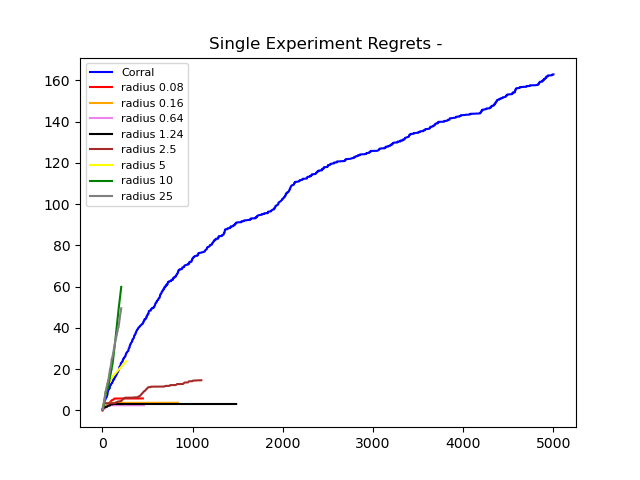 Single Experiment Regrets -
Corral
radius 0.08
radius 0.16
radius 0.64
radius 1.24
radius 2.5
radius 5
radius 10
radius 25
160
140
120
100
80
60
40
20
0
0 1000 2000 3000 4000 5000